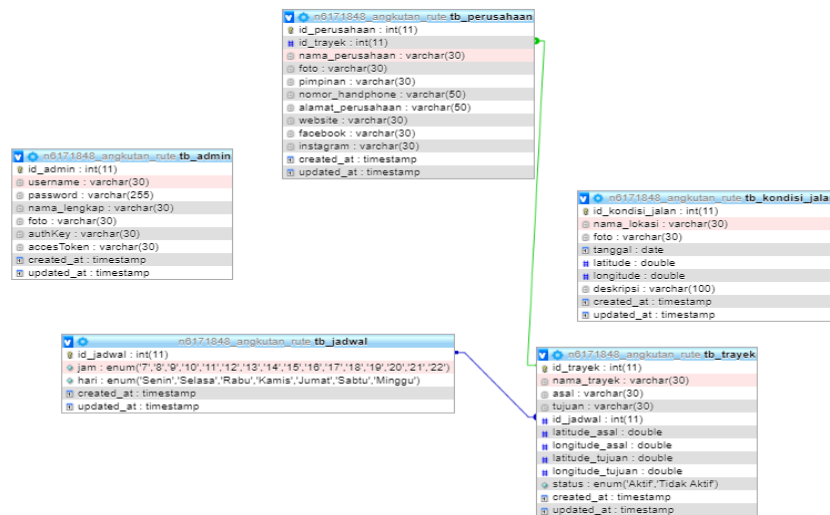 n6171848_angkutan_rute tb_perusahaan
id_perusahaan : int(11)
id_trayek : int(11)
nama_perusahaan : varchar(30)
foto : varchar(30)
pimpinan : varchar(30)
nomor_handphone : varchar(50)
alamat_perusahaan : varchar(50)
website : varchar(30)
facebook : varchar(30)
instagram : varchar(30)
created_at : timestamp
updated_at : timestamp
n6171848_angkutan_rute tb_admin
id_admin : int(11)
username : varchar(30)
password : varchar(255)
nama_lengkap : varchar(30)
foto : varchar(30)
authKey : varchar(30)
accesToken : varchar(30)
created_at : timestamp
updated_at : timestamp
n6171848_angkutan_rute tb_kondisi_jalan
id_kondisi_jalan : int(11)
nama_lokasi : varchar(30)
foto : varchar(30)
tanggal : date
latitude : double
longitude : double
deskripsi : varchar(100)
created_at : timestamp
updated_at : timestamp
n6171848_angkutan_rute tb_jadwal
id_jadwal : int(11)
jam : enum('7','8','9','10','11','12','13','14','15','16','17','18','19','20','21','22')
hari : enum('Senin','Selasa','Rabu','Kamis','Jumat','Sabtu','Minggu')
created_at : timestamp
updated_at : timestamp
n6171848_angkutan_rute tb_trayek
id_trayek : int(11)
nama_trayek : varchar(30)
asal : varchar(30)
tujuan : varchar(30)
id_jadwal : int(11)
latitude_asal : double
longitude_asal : double
latitude_tujuan : double
longitude_tujuan : double
status : enum('Aktif','Tidak Aktif')
created_at : timestamp
updated_at : timestamp